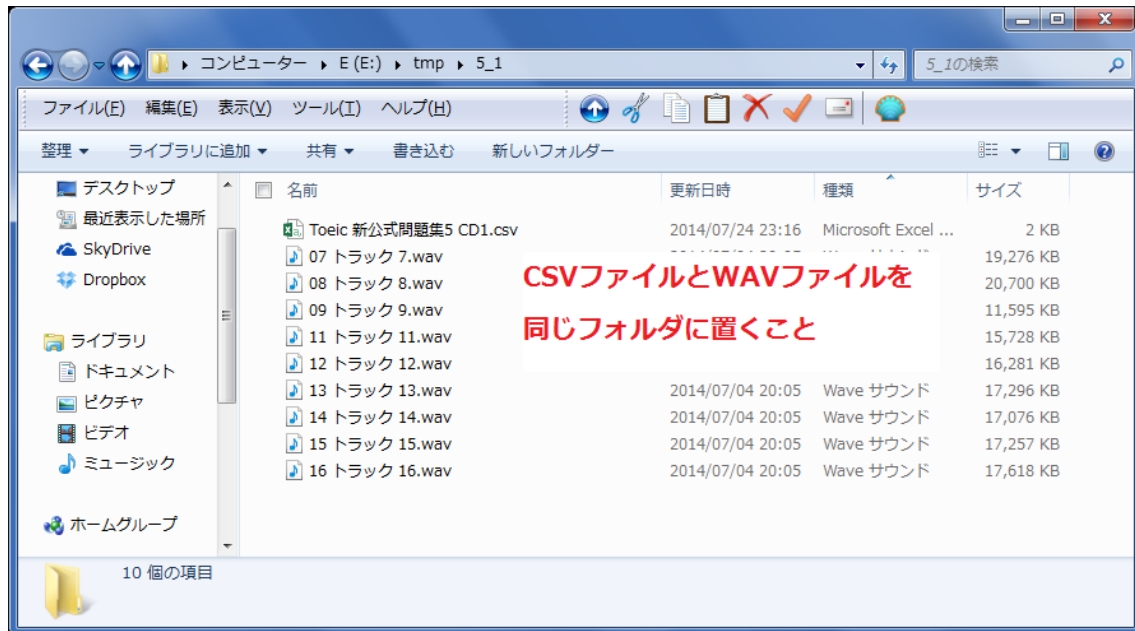 コンピューター ▸ E (E:) ▸ tmp ▸ 5_1
5_1の検索
ファイル(F) 編集(E) 表示(V) ツール(T) ヘルプ(H)
整理 ライブラリに追加 共有 書き込む 新しいフォルダー
デスクトップ
最近表示した場所
SkyDrive
Dropbox
ライブラリ
ドキュメント
ピクチャ
ビデオ
ミュージック
ホームグループ
名前 更新日時 種類 サイズ
Toeic 新公式問題集5 CD1.csv 2014/07/24 23:16 Microsoft Excel ... 2 KB
07 トラック 7.wav 19,276 KB
08 トラック 8.wav 20,700 KB
09 トラック 9.wav 11,595 KB
11 トラック 11.wav 15,728 KB
12 トラック 12.wav 16,281 KB
13 トラック 13.wav 2014/07/04 20:05 Wave サウンド 17,296 KB
14 トラック 14.wav 2014/07/04 20:05 Wave サウンド 17,076 KB
15 トラック 15.wav 2014/07/04 20:05 Wave サウンド 17,257 KB
16 トラック 16.wav 2014/07/04 20:05 Wave サウンド 17,618 KB
CSVファイルとWAVファイルを
同じフォルダに置くこと
10 個の項目